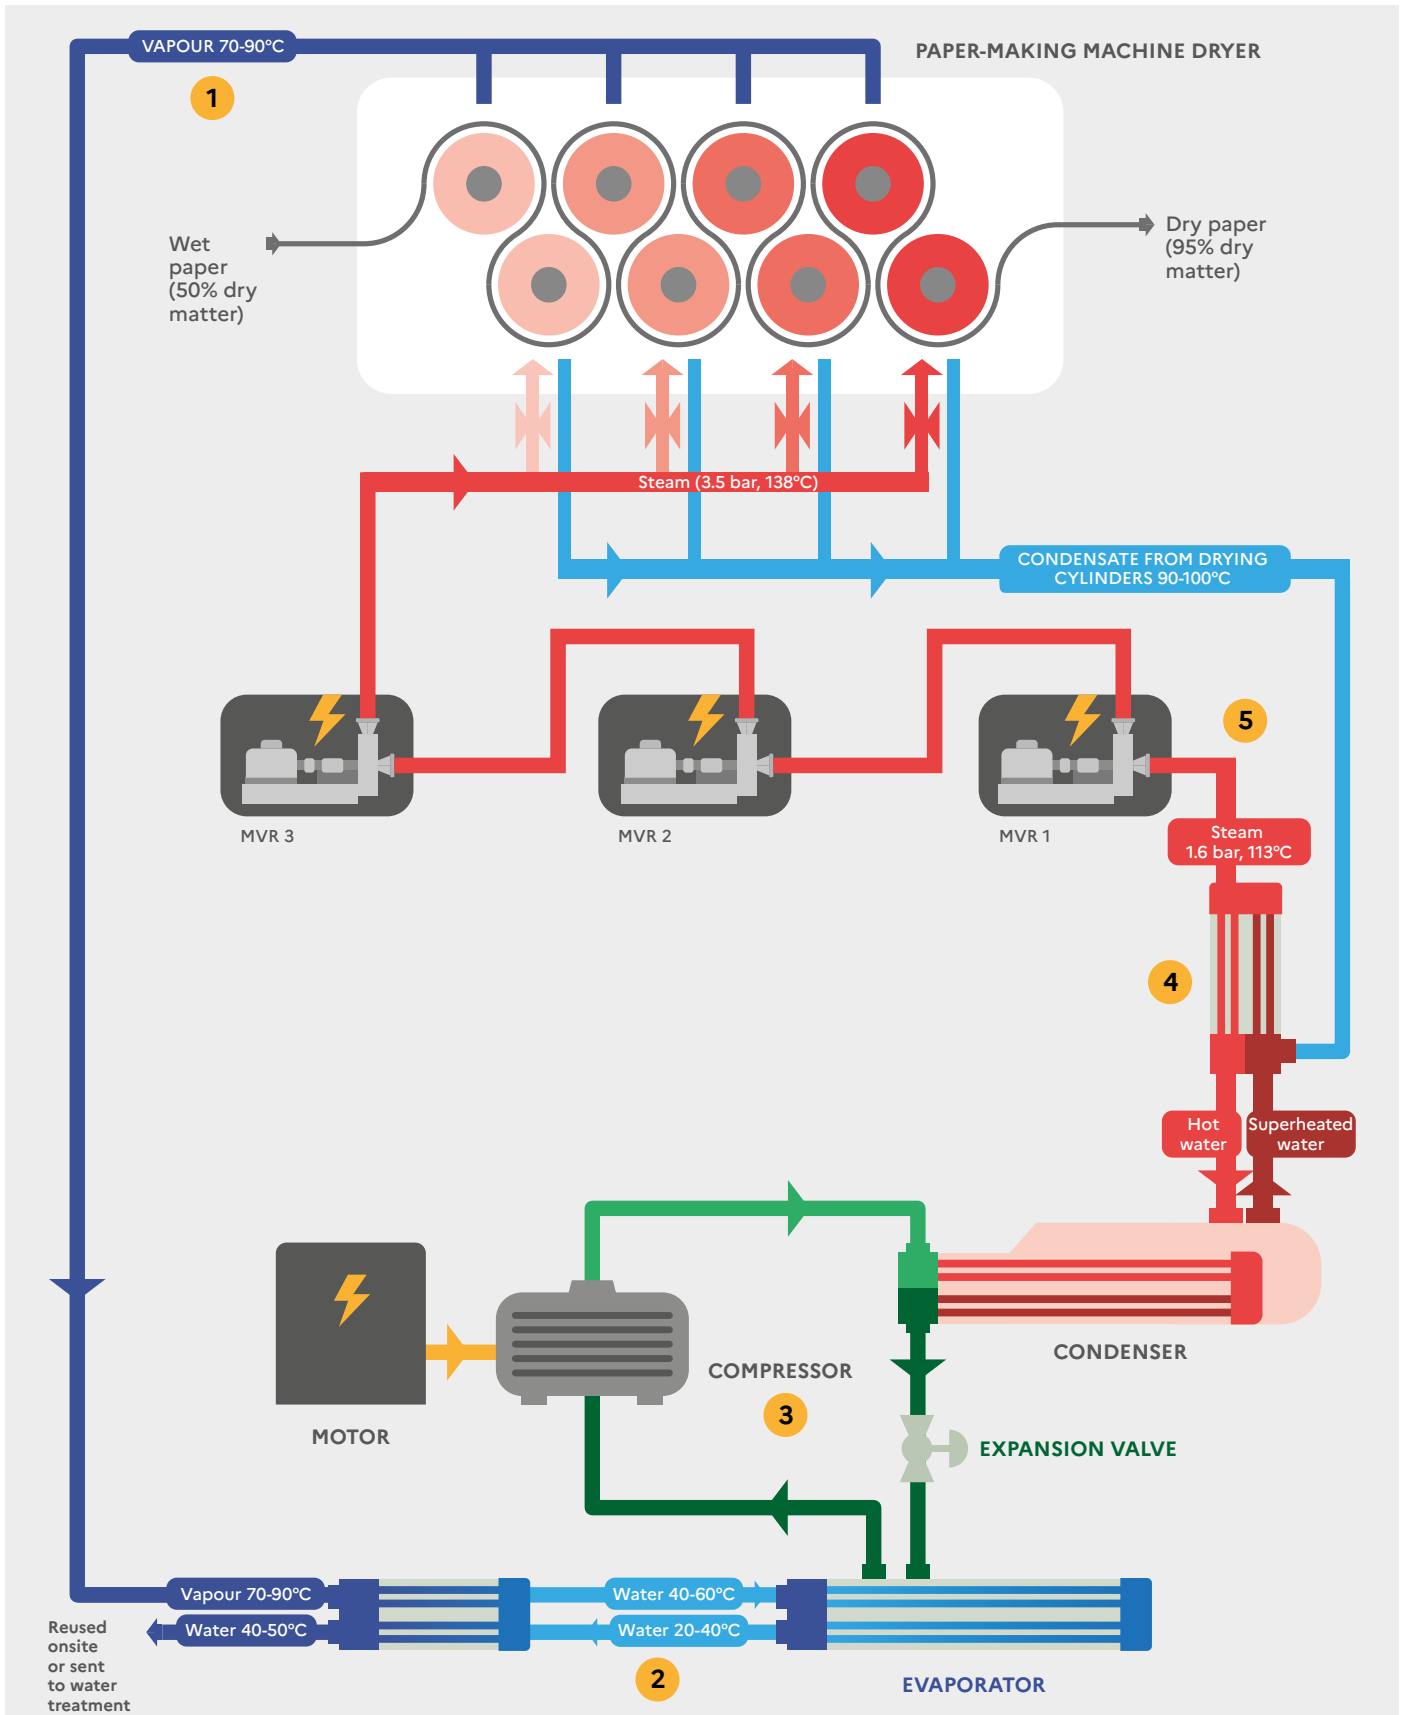 VAPOUR 70-90°C
PAPER-MAKING MACHINE DRYER
1
Wet
paper
(50% dry
matter)
Dry paper
(95% dry
matter)
Steam (3.5 bar, 138°C)
CONDENSATE FROM DRYING
CYLINDERS 90-100°C
5
MVR 3
MVR 2
MVR 1
Steam
1.6 bar, 113°C
4
Hot
water
Superheated
water
CONDENSER
COMPRESSOR
3
MOTOR
EXPANSION VALVE
Vapour 70-90°C
Water 40-60°C
Water 40-50°C
Water 20-40°C
Reused
onsite
or sent
to water
treatment
2
EVAPORATOR